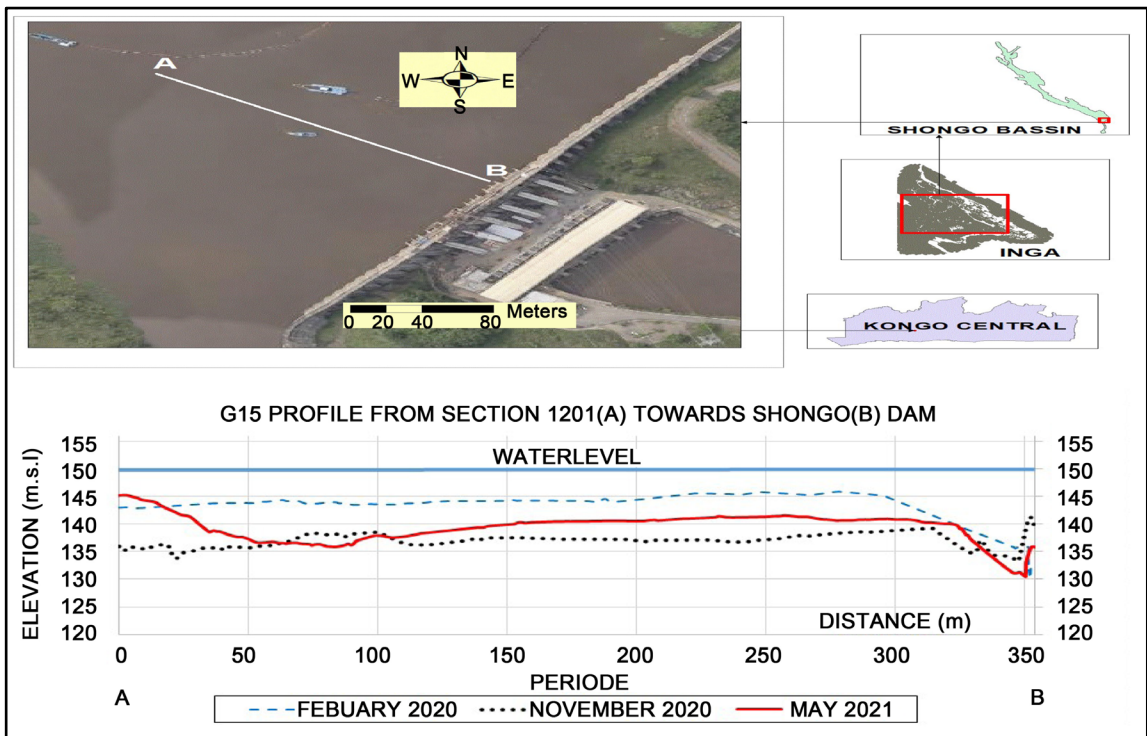 A
N
W E
S
B
0 20 40 80 Meters
SHONGO BASSIN
INGA
KONGO CENTRAL
G15 PROFILE FROM SECTION 1201(A) TOWARDS SHONGO(B) DAM
ELEVATION (m.s.l)
155
150
145
140
135
130
125
120
WATERLEVEL
155
150
145
140
135
130
125
120
DISTANCE (m)
0 50 100 150 200 250 300 350
PERIODE
A B
FEBUARY 2020 NOVEMBER 2020 MAY 2021